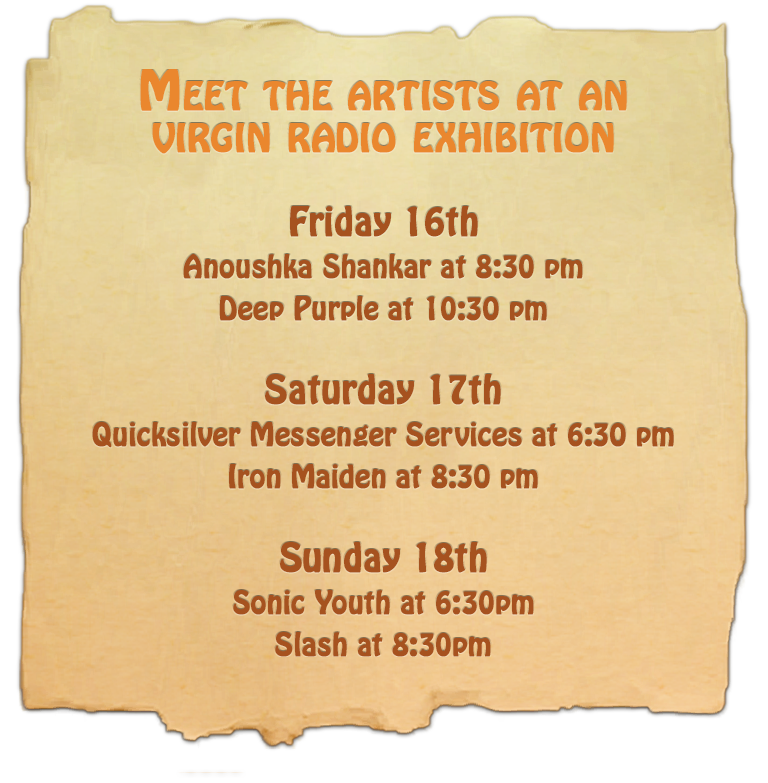 Meet the artists at an
virgin radio exhibition
Friday 16th
Anoushka Shankar at 8:30 pm
Deep Purple at 10:30 pm
Saturday 17th
Quicksilver Messenger Services at 6:30 pm
Iron Maiden at 8:30 pm
Sunday 18th
Sonic Youth at 6:30pm
Slash at 8:30pm